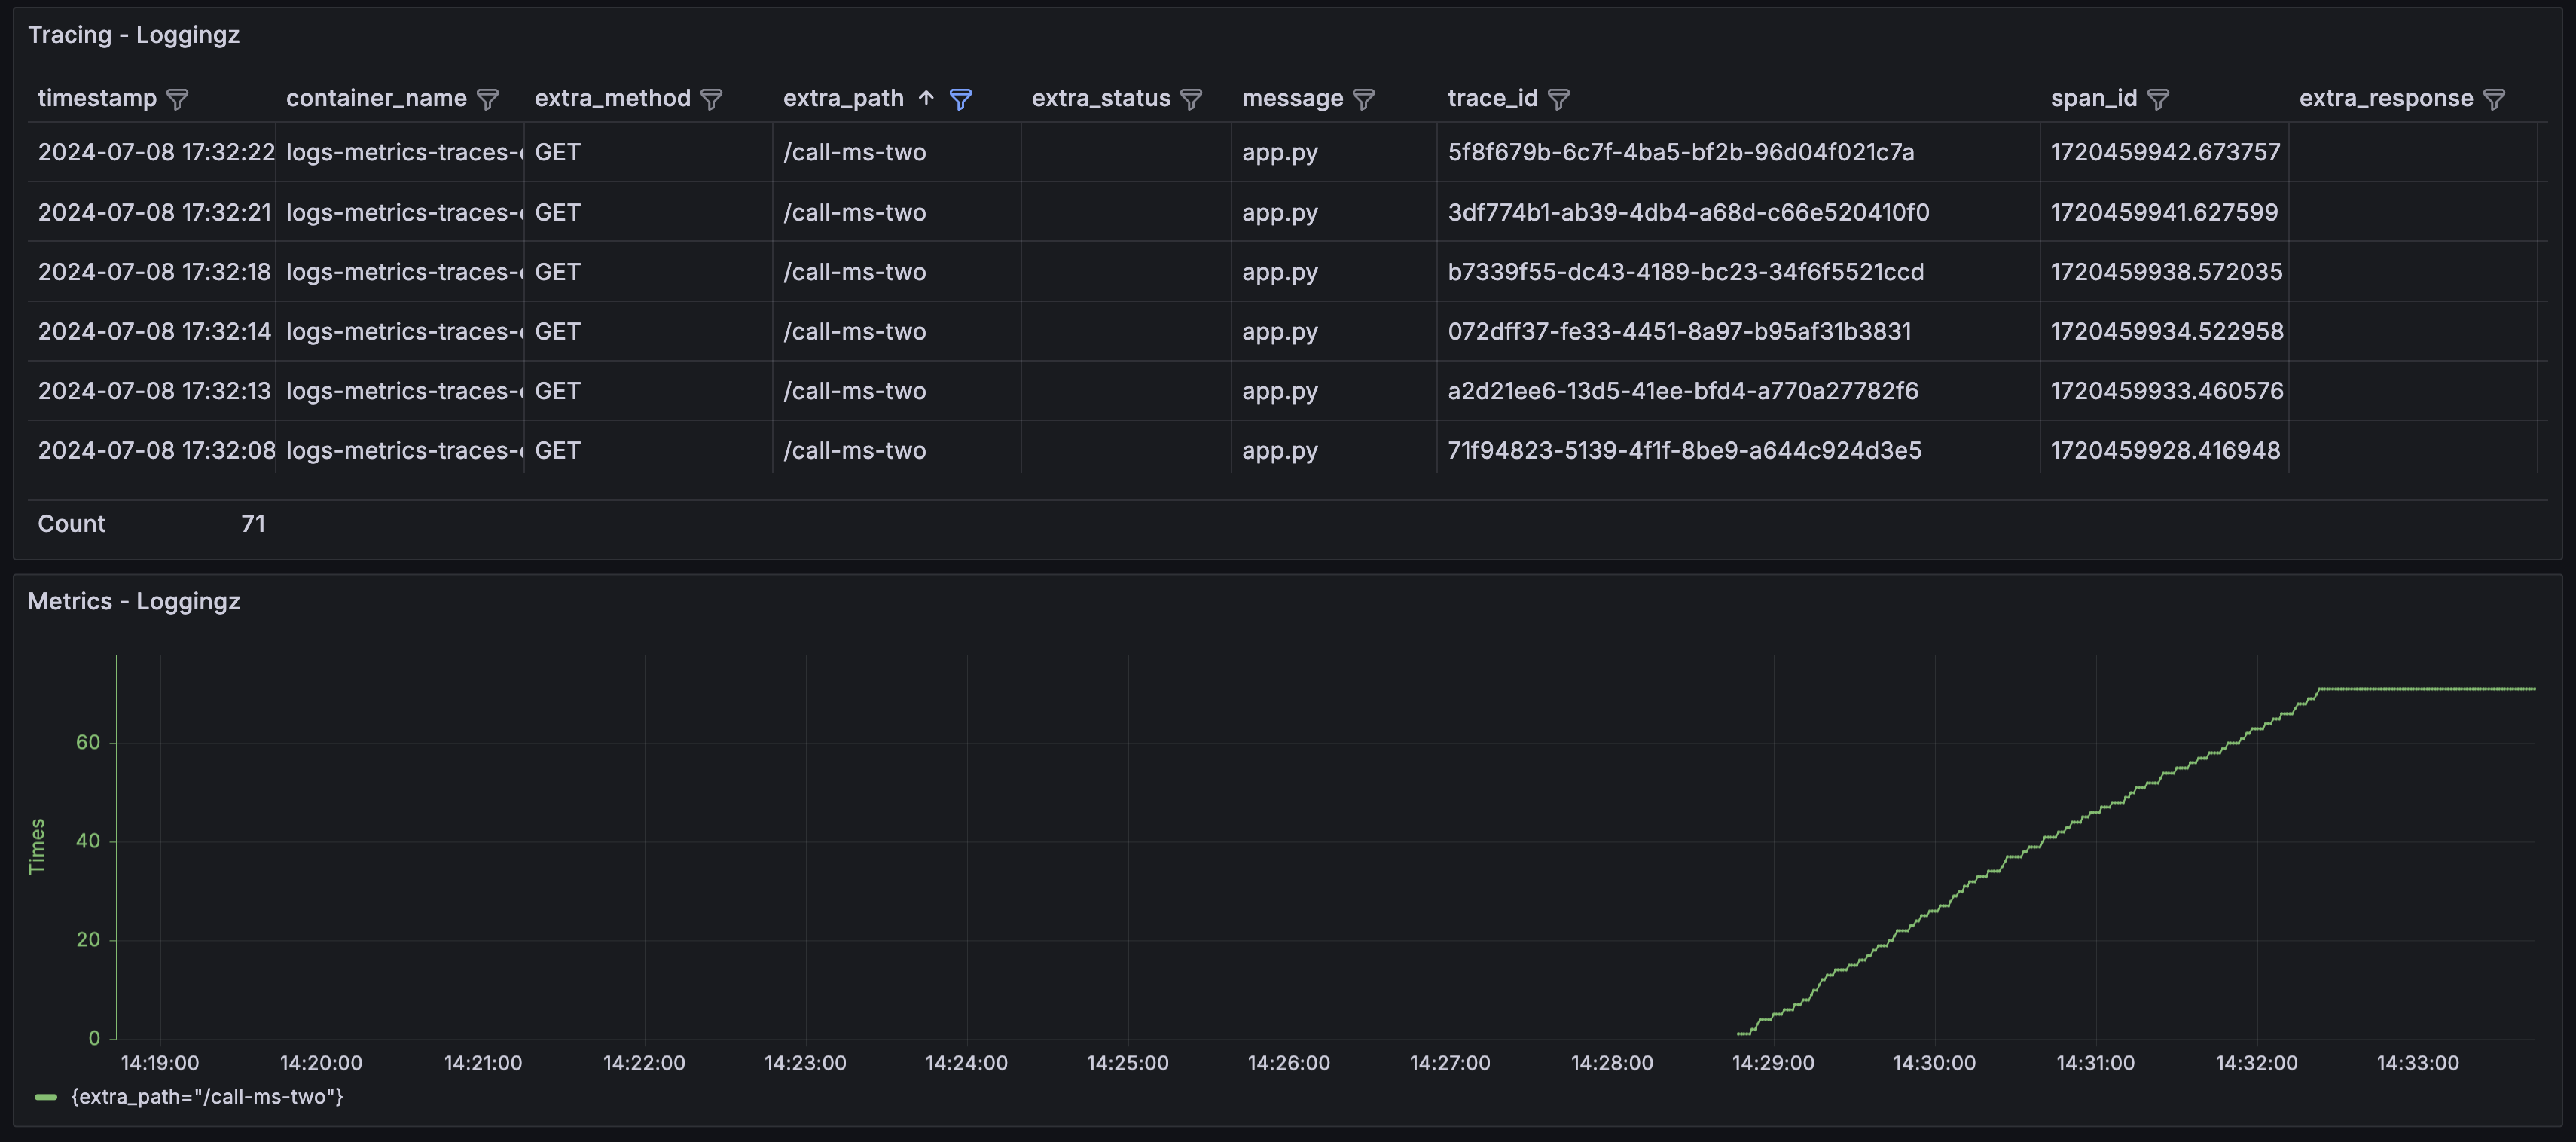 Tracing - Loggingz
timestamp container_name extra_method extra_path extra_status message trace_id span_id extra_response
2024-07-08 17:32:22 logs-metrics-traces- GET /call-ms-two app.py 5f8f679b-6c7f-4ba5-bf2b-96d04f021c7a 1720459942.673757
2024-07-08 17:32:21 logs-metrics-traces- GET /call-ms-two app.py 3df774b1-ab39-4db4-a68d-c66e520410f0 1720459941.627599
2024-07-08 17:32:18 logs-metrics-traces- GET /call-ms-two app.py b7339f55-dc43-4189-bc23-34f6f5521ccd 1720459938.572035
2024-07-08 17:32:14 logs-metrics-traces- GET /call-ms-two app.py 072dff37-fe33-4451-8a97-b95af31b3831 1720459934.522958
2024-07-08 17:32:13 logs-metrics-traces- GET /call-ms-two app.py a2d21ee6-13d5-41ee-bfd4-a770a27782f6 1720459933.460576
2024-07-08 17:32:08 logs-metrics-traces- GET /call-ms-two app.py 71f94823-5139-4f1f-8be9-a644c924d3e5 1720459928.416948
Count 71
Metrics - Loggingz
Times
60
40
20
0
14:19:00 14:20:00 14:21:00 14:22:00 14:23:00 14:24:00 14:25:00 14:26:00 14:27:00 14:28:00 14:29:00 14:30:00 14:31:00 14:32:00 14:33:00
{extra_path="/call-ms-two"}